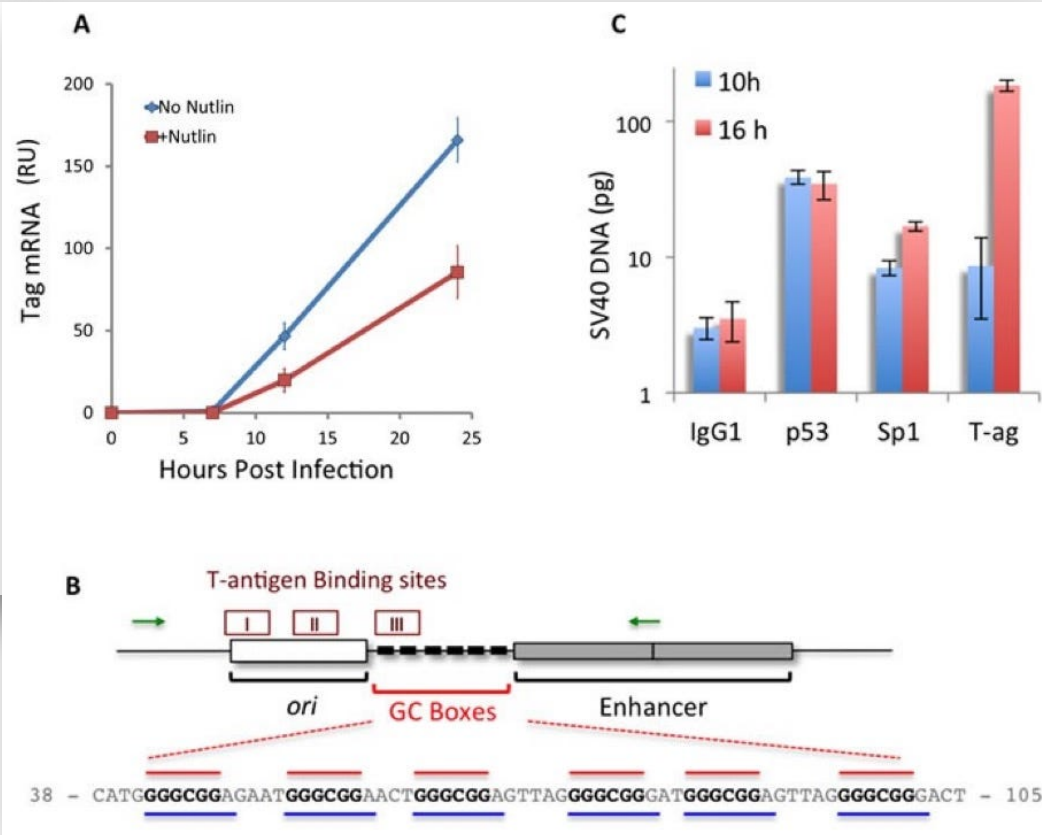 A
200
150
100
50
0
0 5 10 15 20 25
Tag mRNA (RU)
Hours Post Infection
No Nutlin
+Nutlin
C
10h
16 h
100
10
1
SV40 DNA (pg)
IgG1 p53 Sp1 T-ag
B
T-antigen Binding sites
I II III
ori GC Boxes Enhancer
38 - CATGGGGCGGAGAATGGGCGGAACTGGGCGGAGTTAGGGGCGGGATGGGCGGAGTTAGGGGCGGGACT - 105